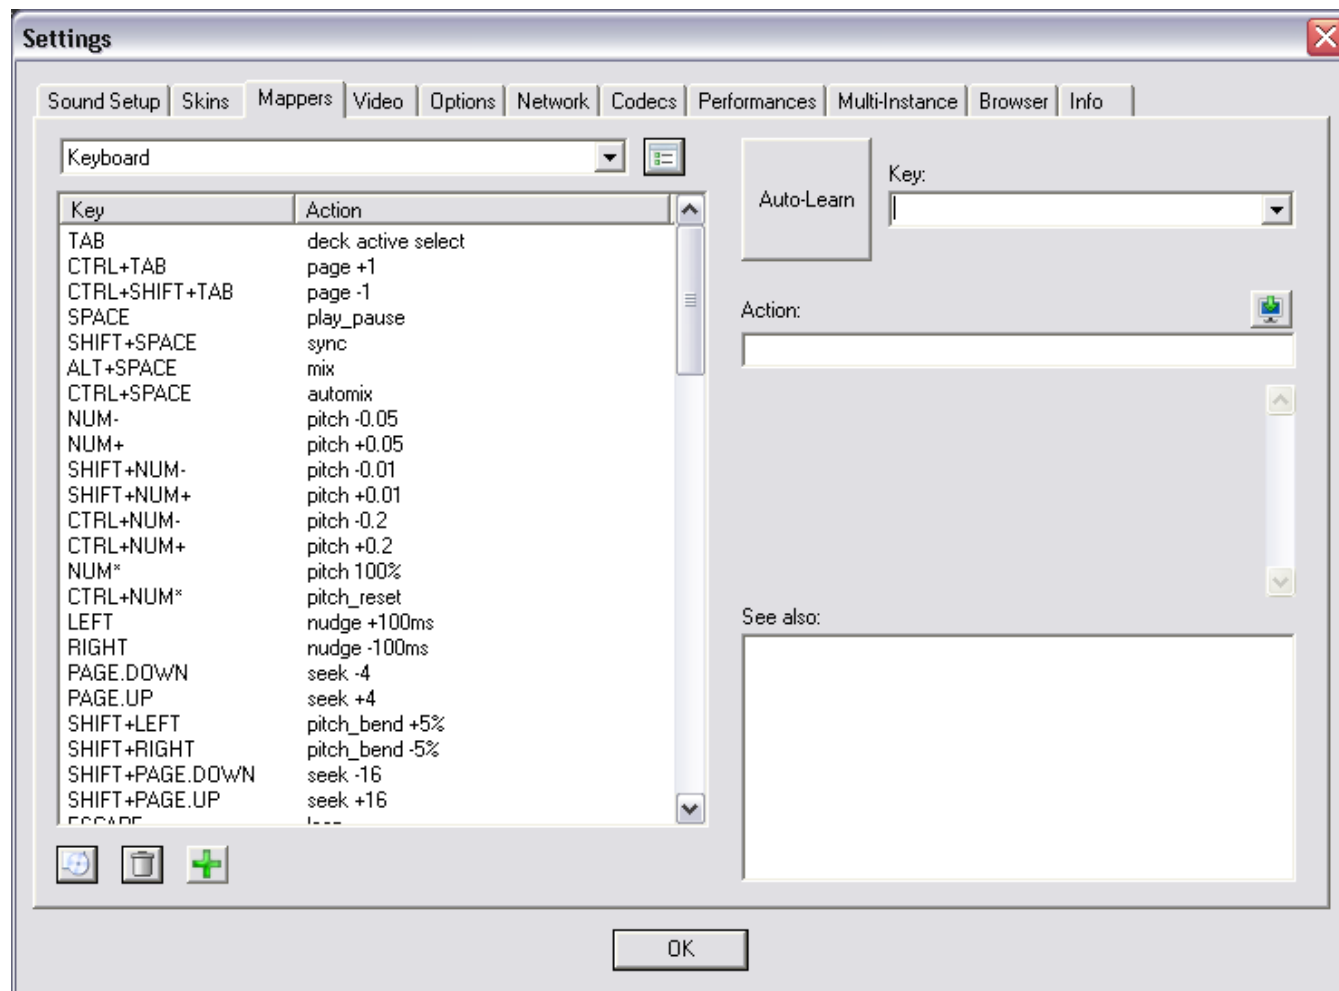 Settings
Sound Setup Skins Mappers Video Options Network Codecs Performances Multi-Instance Browser Info
Keyboard
Key Action
TAB deck active select
CTRL+TAB page +1
CTRL+SHIFT+TAB page -1
SPACE play_pause
SHIFT+SPACE sync
ALT+SPACE mix
CTRL+SPACE automix
NUM- pitch -0.05
NUM+ pitch +0.05
SHIFT+NUM- pitch -0.01
SHIFT+NUM+ pitch +0.01
CTRL+NUM- pitch -0.2
CTRL+NUM+ pitch +0.2
NUM* pitch 100%
CTRL+NUM* pitch_reset
LEFT nudge +100ms
RIGHT nudge -100ms
PAGE.DOWN seek -4
PAGE.UP seek +4
SHIFT+LEFT pitch_bend +5%
SHIFT+RIGHT pitch_bend -5%
SHIFT+PAGE.DOWN seek -16
SHIFT+PAGE.UP seek +16
ESCAPE loop
Auto-Learn
Key:
Action:
See also:
OK